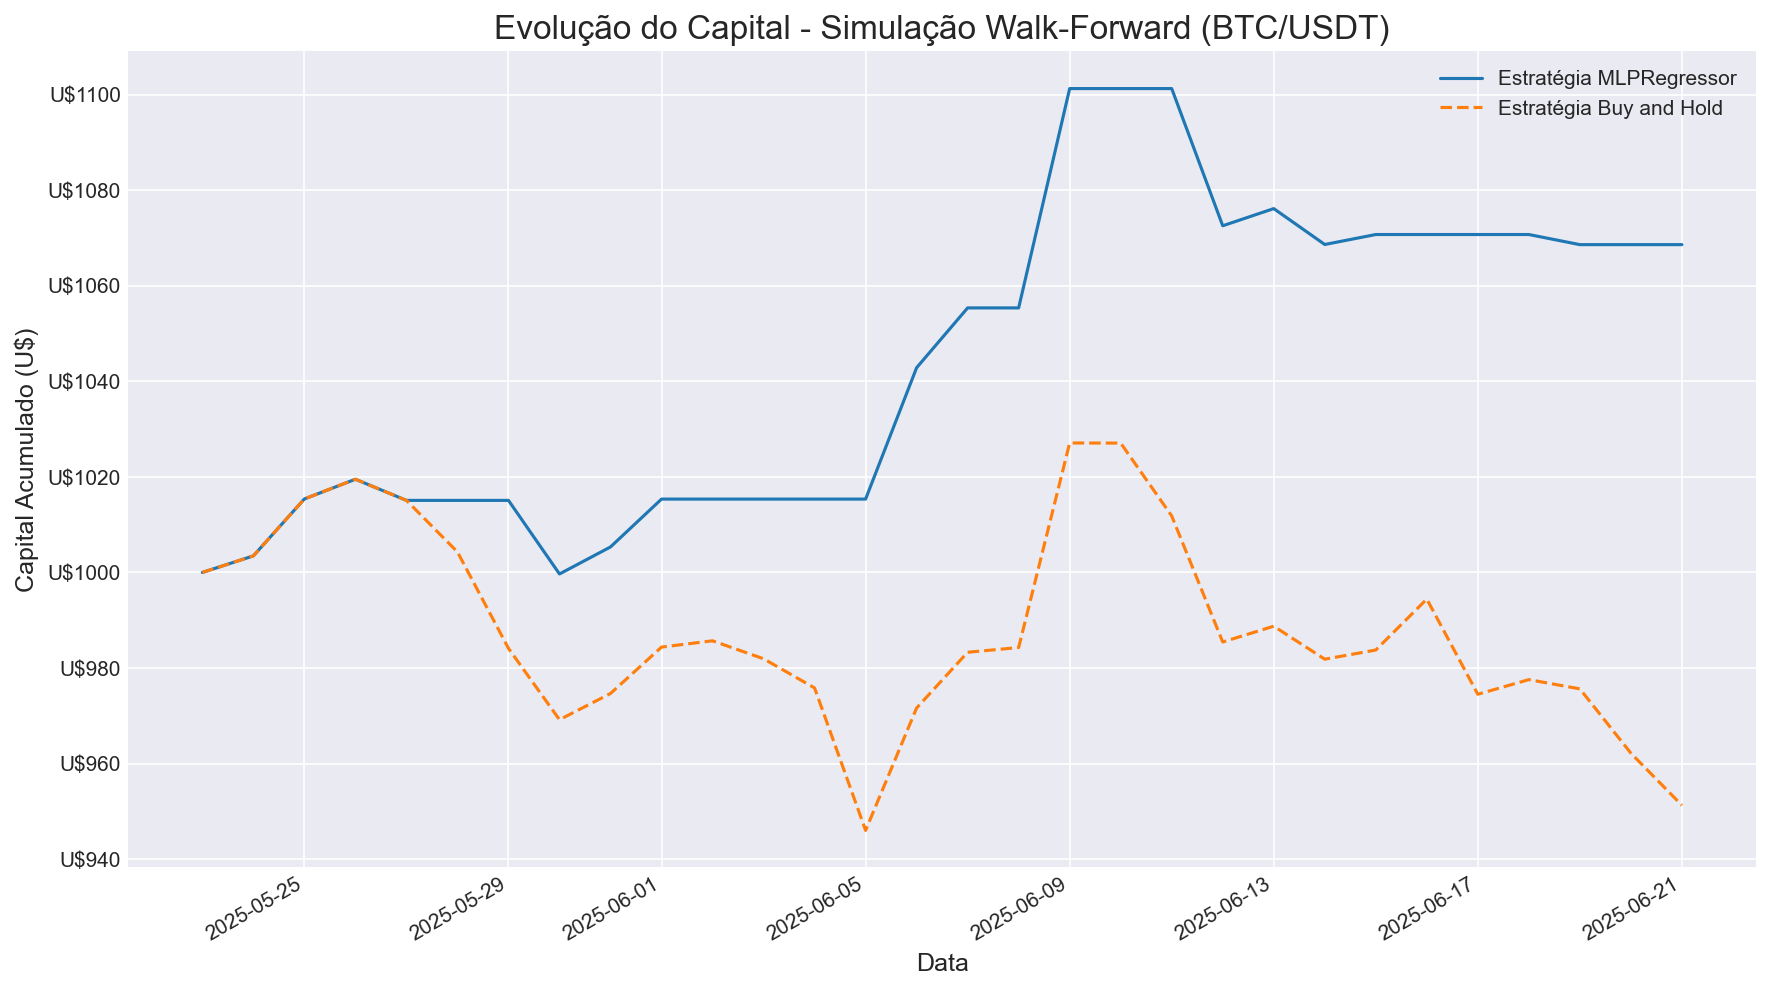 Evolução do Capital - Simulação Walk-Forward (BTC/USDT)
Estratégia MLPRegressor
Estratégia Buy and Hold
Capital Acumulado (U$)
U$1100
U$1080
U$1060
U$1040
U$1020
U$1000
U$980
U$960
U$940
2025-05-25
2025-05-29
2025-06-01
2025-06-05
2025-06-09
2025-06-13
2025-06-17
2025-06-21
Data